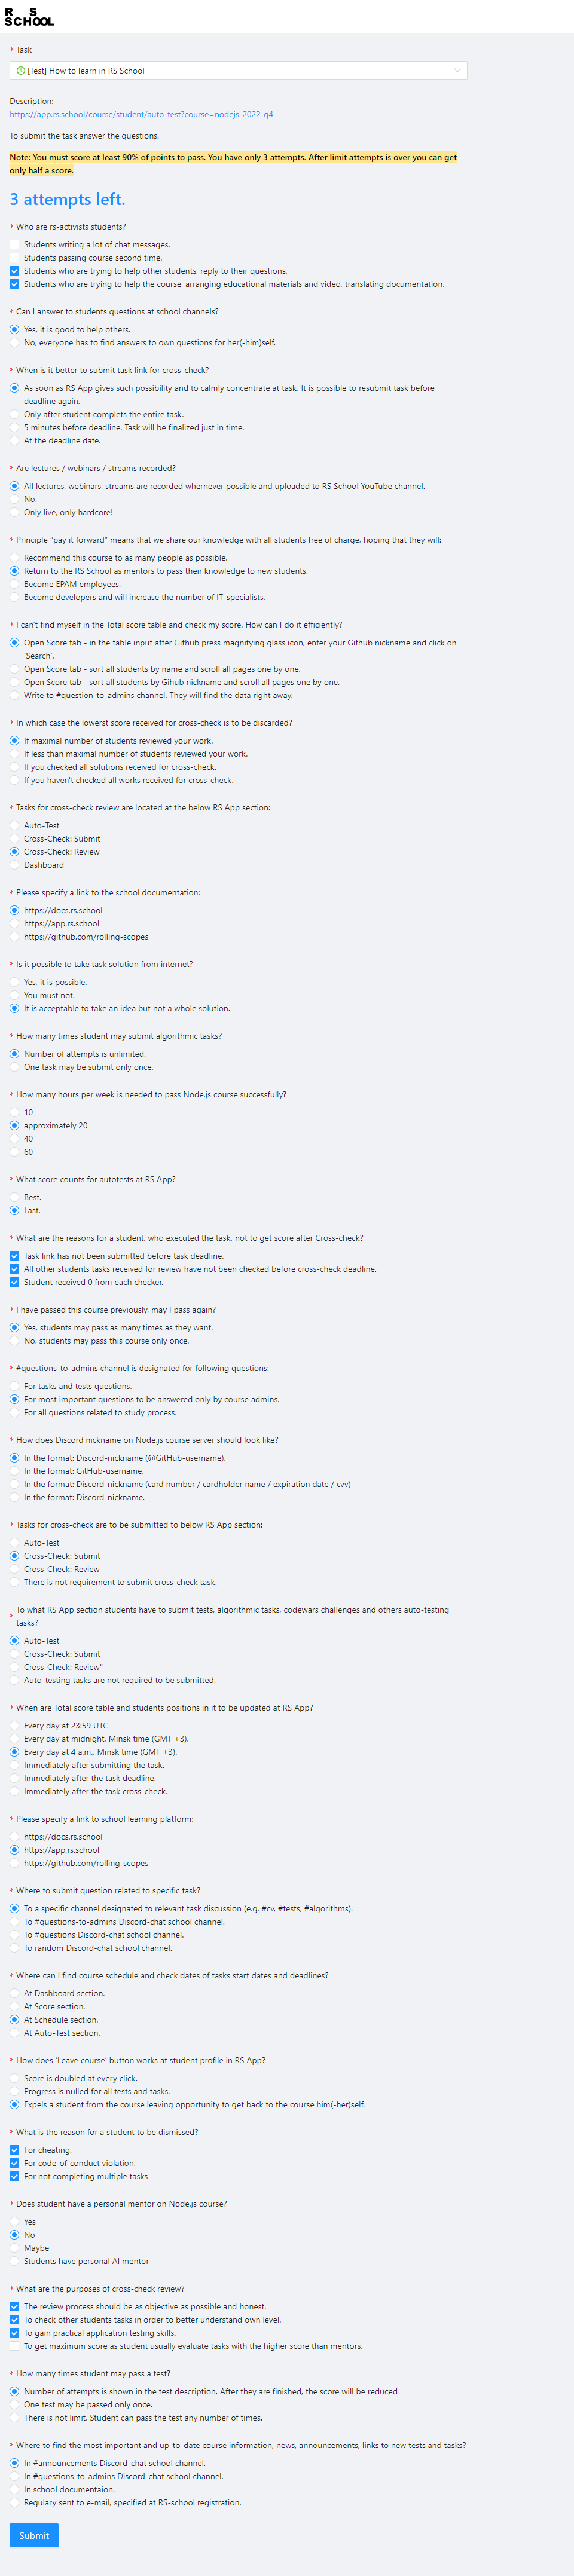 RS
SCHOOL
* Task
[Test] How to learn in RS School
Description:
https://app.rs.school/course/student/auto-test?course=nodejs-2022-q4
To submit the task answer the questions.
Note: You must score at least 90% of points to pass. You have only 3 attempts. After limit attempts is over you can get
only half a score.
3 attempts left.
* Who are rs-activists students?
Students writing a lot of chat messages.
Students passing course second time.
Students who are trying to help other students, reply to their questions.
Students who are trying to help the course, arranging educational materials and video, translating documentation.
* Can I answer to students questions at school channels?
Yes, it is good to help others.
No, everyone has to find answers to own questions for her(-him)self.
* When is it better to submit task link for cross-check?
As soon as RS App gives such possibility and to calmly concentrate at task. It is possible to resubmit task before
deadline again.
Only after student completes the entire task.
5 minutes before deadline. Task will be finalized just in time.
At the deadline date.
* Are lectures / webinars / streams recorded?
All lectures, webinars, streams are recorded whernever possible and uploaded to RS School YouTube channel.
No.
Only live, only hardcore!
* Principle "pay it forward" means that we share our knowledge with all students free of charge, hoping that they will:
Recommend this course to as many people as possible.
Return to the RS School as mentors to pass their knowledge to new students.
Become EPAM employees.
Become developers and will increase the number of IT-specialists.
* I can't find myself in the Total score table and check my score. How can I do it efficiently?
Open Score tab - in the table input after Github press magnifying glass icon, enter your Github nickname and click on
'Search'.
Open Score tab - sort all students by name and scroll all pages one by one.
Open Score tab - sort all students by Gihub nickname and scroll all pages one by one.
Write to #question-to-admins channel. They will find the data right away.
* In which case the lowerst score received for cross-check is to be discarded?
If maximal number of students reviewed your work.
If less than maximal number of students reviewed your work.
If you checked all solutions received for cross-check.
If you haven't checked all works received for cross-check.
* Tasks for cross-check review are located at the below RS App section:
Auto-Test
Cross-Check: Submit
Cross-Check: Review
Dashboard
* Please specify a link to the school documentation:
https://docs.rs.school
https://app.rs.school
https://github.com/rolling-scopes
* Is it possible to take task solution from internet?
Yes, it is possible.
You must not.
It is acceptable to take an idea but not a whole solution.
* How many times student may submit algorithmic tasks?
Number of attempts is unlimited.
One task may be submit only once.
* How many hours per week is needed to pass Node.js course successfully?
10
approximately 20
40
60
* What score counts for autotests at RS App?
Best.
Last.
* What are the reasons for a student, who executed the task, not to get score after Cross-check?
Task link has not been submitted before task deadline.
All other students tasks received for review have not been checked before cross-check deadline.
Student received 0 from each checker.
* I have passed this course previously, may I pass again?
Yes, students may pass as many times as they want.
No, students may pass this course only once.
* #questions-to-admins channel is designated for following questions:
For tasks and tests questions.
For most important questions to be answered only by course admins.
For all questions related to study process.
* How does Discord nickname on Node.js course server should look like?
In the format: Discord-nickname (@GitHub-username).
In the format: GitHub-username.
In the format: Discord-nickname (card number / cardholder name / expiration date / cvv)
In the format: Discord-nickname.
* Tasks for cross-check are to be submitted to below RS App section:
Auto-Test
Cross-Check: Submit
Cross-Check: Review
There is not requirement to submit cross-check task.
* To what RS App section students have to submit tests, algorithmic tasks, codewars challenges and others auto-testing
tasks?
Auto-Test
Cross-Check: Submit
Cross-Check: Review"
Auto-testing tasks are not required to be submitted.
* When are Total score table and students positions in it to be updated at RS App?
Every day at 23:59 UTC
Every day at midnight, Minsk time (GMT +3).
Every day at 4 a.m., Minsk time (GMT +3).
Immediately after submitting the task.
Immediately after the task deadline.
Immediately after the task cross-check.
* Please specify a link to school learning platform:
https://docs.rs.school
https://app.rs.school
https://github.com/rolling-scopes
* Where to submit question related to specific task?
To a specific channel designated to relevant task discussion (e.g. #cv, #tests, #algorithms).
To #questions-to-admins Discord-chat school channel.
To #questions Discord-chat school channel.
To random Discord-chat school channel.
* Where can I find course schedule and check dates of tasks start dates and deadlines?
At Dashboard section.
At Score section.
At Schedule section.
At Auto-Test section.
* How does 'Leave course' button works at student profile in RS App?
Score is doubled at every click.
Progress is nulled for all tests and tasks.
Expels a student from the course leaving opportunity to get back to the course him(-her)self.
* What is the reason for a student to be dismissed?
For cheating.
For code-of-conduct violation.
For not completing multiple tasks
* Does student have a personal mentor on Node.js course?
Yes
No
Maybe
Students have personal AI mentor
* What are the purposes of cross-check review?
The review process should be as objective as possible and honest.
To check other students tasks in order to better understand own level.
To gain practical application testing skills.
To get maximum score as student usually evaluate tasks with the higher score than mentors.
* How many times student may pass a test?
Number of attempts is shown in the test description. After they are finished, the score will be reduced
One test may be passed only once.
There is not limit. Student can pass the test any number of times.
* Where to find the most important and up-to-date course information, news, announcements, links to new tests and tasks?
In #announcements Discord-chat school channel.
In #questions-to-admins Discord-chat school channel.
In school documentaion.
Regulary sent to e-mail, specified at RS-school registration.
Submit